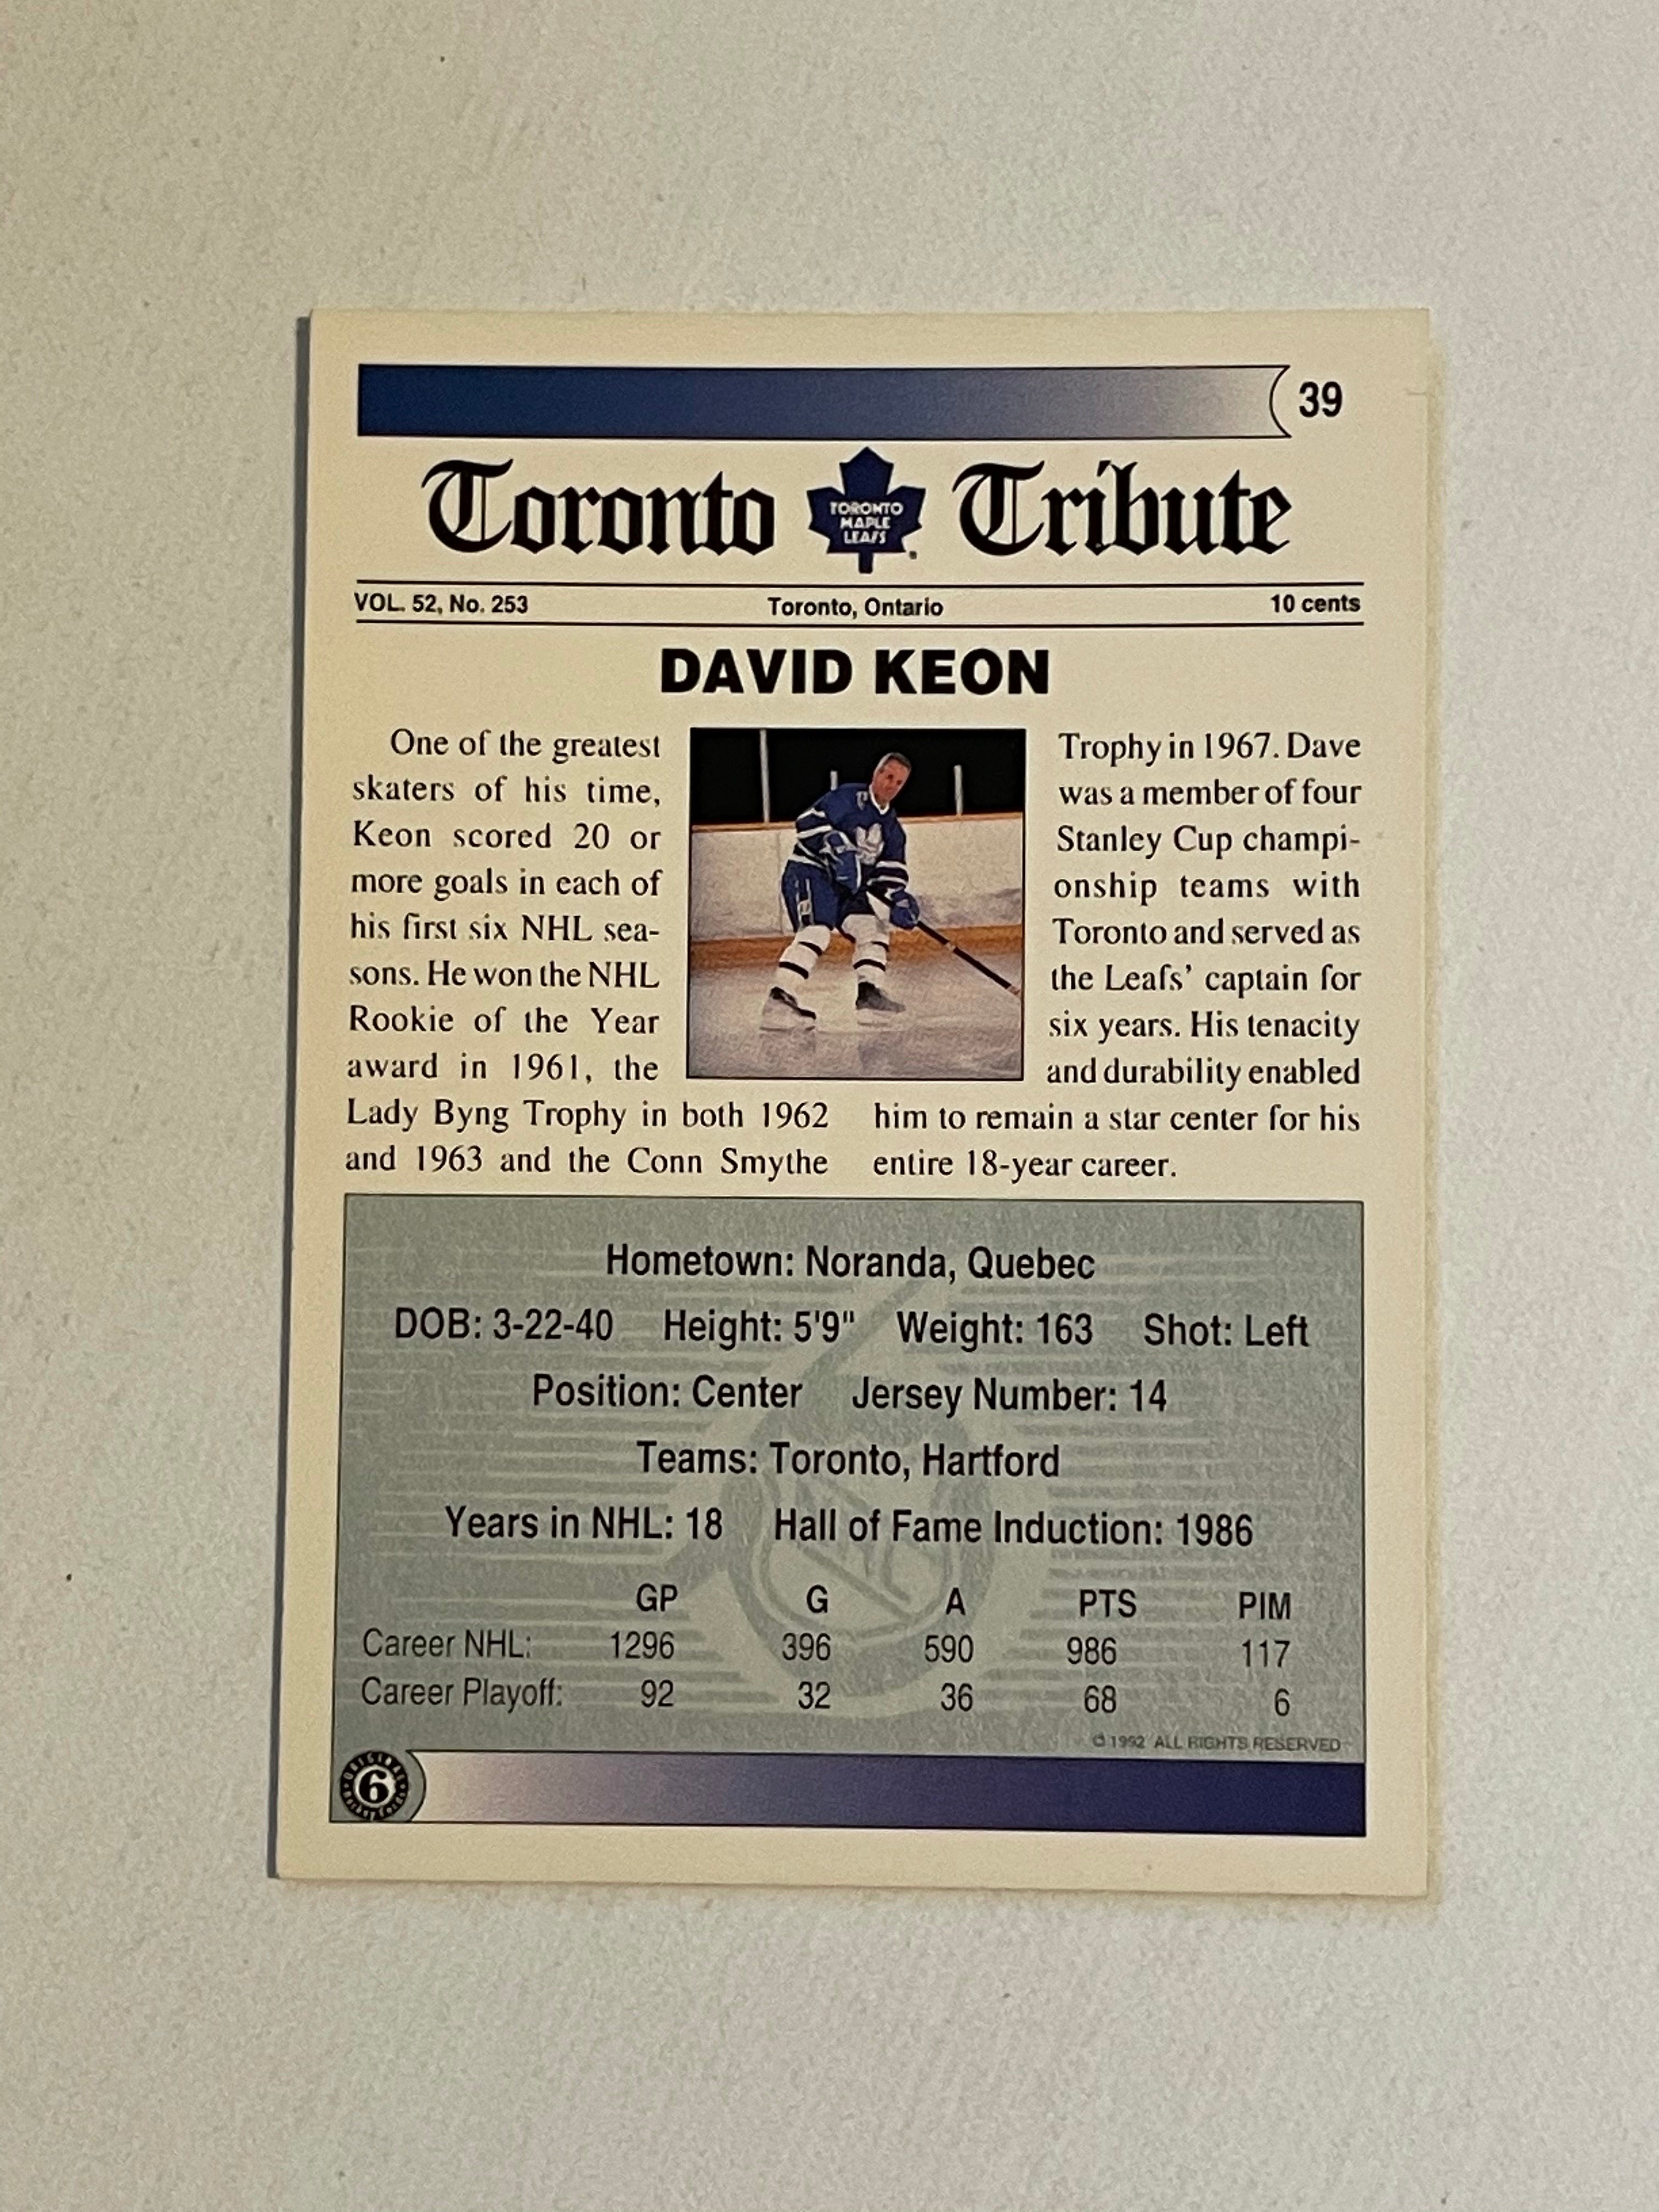 39
Toronto Tribute
TORONTO
MAPLE
LEAFS
VOL. 52, No. 253 Toronto, Ontario 10 cents
DAVID KEON
One of the greatest
skaters of his time,
Keon scored 20 or
more goals in each of
his first six NHL sea-
sons. He won the NHL
Rookie of the Year
award in 1961, the
Lady Byng Trophy in both 1962
and 1963 and the Conn Smythe
Trophy in 1967. Dave
was a member of four
Stanley Cup champi-
onship teams with
Toronto and served as
the Leafs' captain for
six years. His tenacity
and durability enabled
him to remain a star center for his
entire 18-year career.
Hometown: Noranda, Quebec
DOB: 3-22-40 Height: 5'9" Weight: 163 Shot: Left
Position: Center Jersey Number: 14
Teams: Toronto, Hartford
Years in NHL: 18 Hall of Fame Induction: 1986
GP G A PTS PIM
Career NHL: 1296 396 590 986 117
Career Playoff: 92 32 36 68 6
© 1992 ALL RIGHTS RESERVED
ORIGINAL
6
Hockey Cards